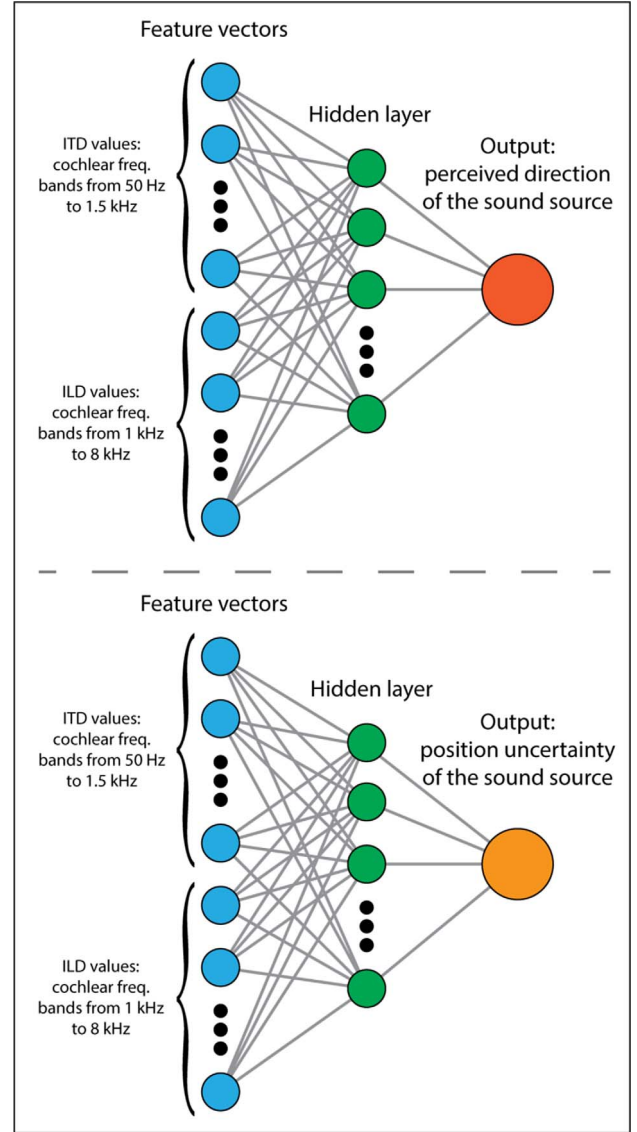 Feature vectors
ITD values:
cochlear freq.
bands from 50 Hz
to 1.5 kHz
Hidden layer
Output:
perceived direction
of the sound source
ILD values:
cochlear freq.
bands from 1 kHz
to 8 kHz
Feature vectors
ITD values:
cochlear freq.
bands from 50 Hz
to 1.5 kHz
Hidden layer
Output:
position uncertainty
of the sound source
ILD values:
cochlear freq.
bands from 1 kHz
to 8 kHz